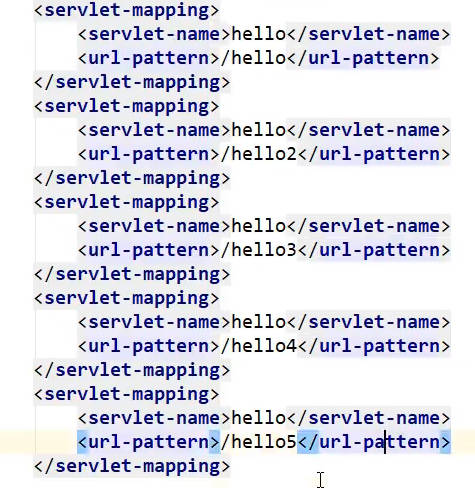 <servlet-mapping>
<servlet-name>hello</servlet-name>
<url-pattern>/hello</url-pattern>
</servlet-mapping>
<servlet-mapping>
<servlet-name>hello</servlet-name>
<url-pattern>/hello2</url-pattern>
</servlet-mapping>
<servlet-mapping>
<servlet-name>hello</servlet-name>
<url-pattern>/hello3</url-pattern>
</servlet-mapping>
<servlet-mapping>
<servlet-name>hello</servlet-name>
<url-pattern>/hello4</url-pattern>
</servlet-mapping>
<servlet-mapping>
<servlet-name>hello</servlet-name>
<url-pattern>/hello5</url-pattern>
</servlet-mapping>